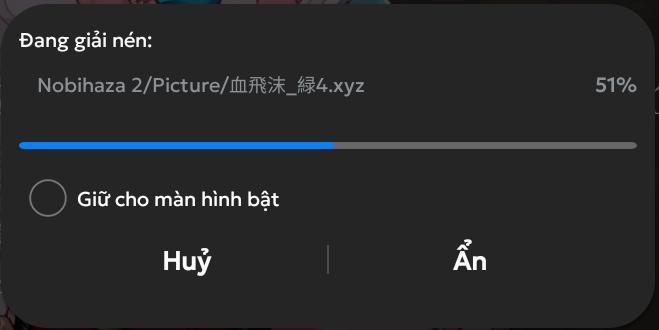 Đang giải nén:
Nobihaza 2/Picture/血飛沫_緑4.xyz 51%
Giữ cho màn hình bật
Huỷ Ẩn